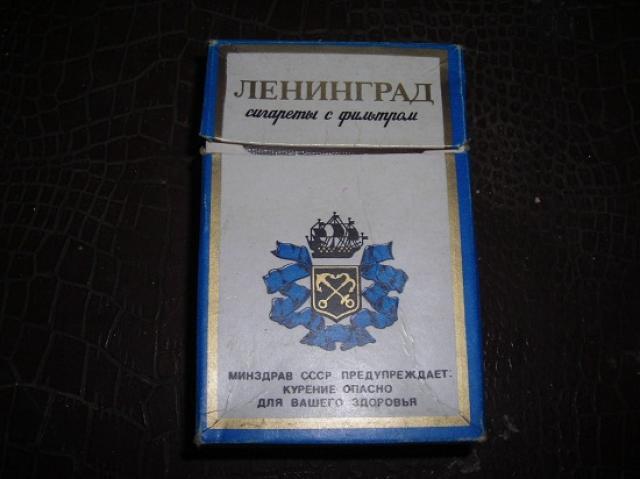 ЛЕНИНГРАД
сигареты с фильтром
МИНЗДРАВ СССР ПРЕДУПРЕЖДАЕТ:
КУРЕНИЕ ОПАСНО
ДЛЯ ВАШЕГО ЗДОРОВЬЯ